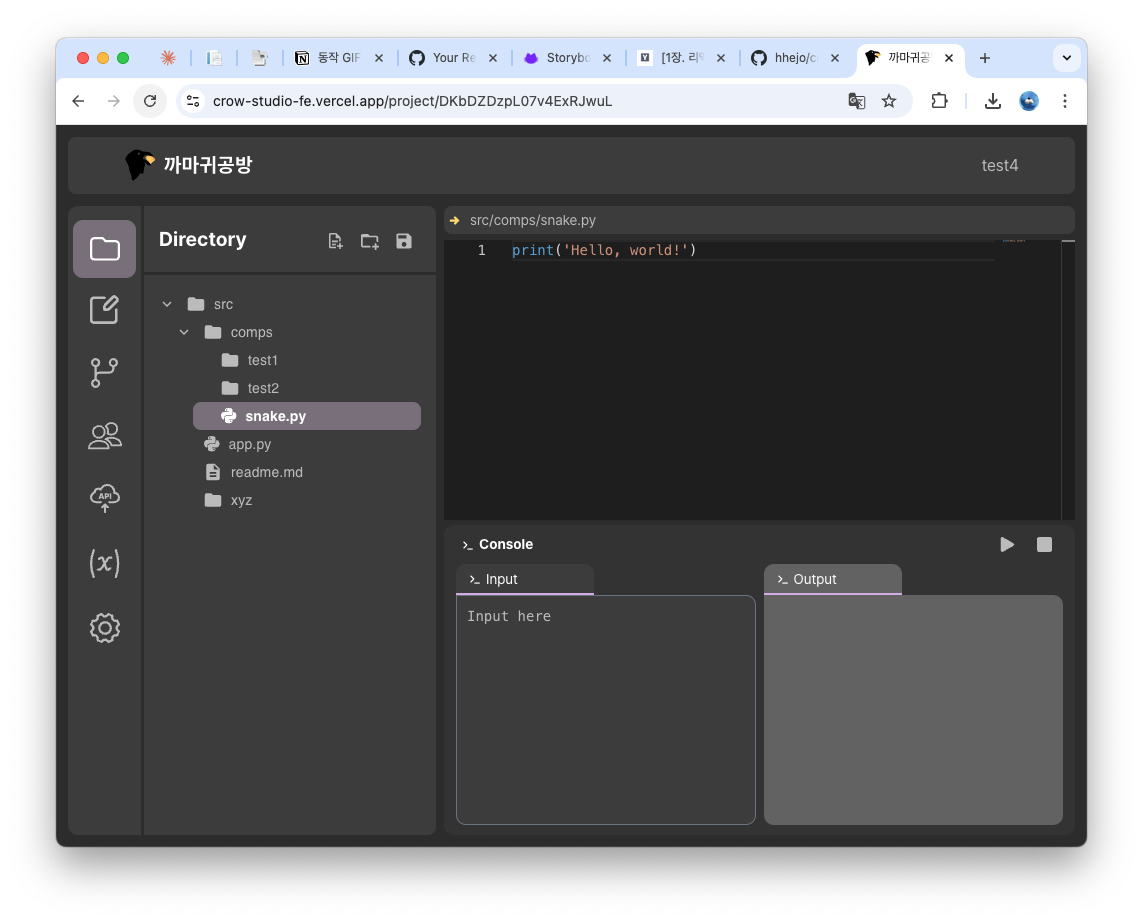 동작 GIF
Your Re
Storybo
[1장. 리
hhejo/c
까마귀공
crow-studio-fe.vercel.app/project/DKbDZDzpL07v4ExRJwuL
까마귀공방
test4
Directory
src
comps
test1
test2
snake.py
app.py
readme.md
xyz
API
(x)
src/comps/snake.py
1 print('Hello, world!')
Console
Input
Output
Input here